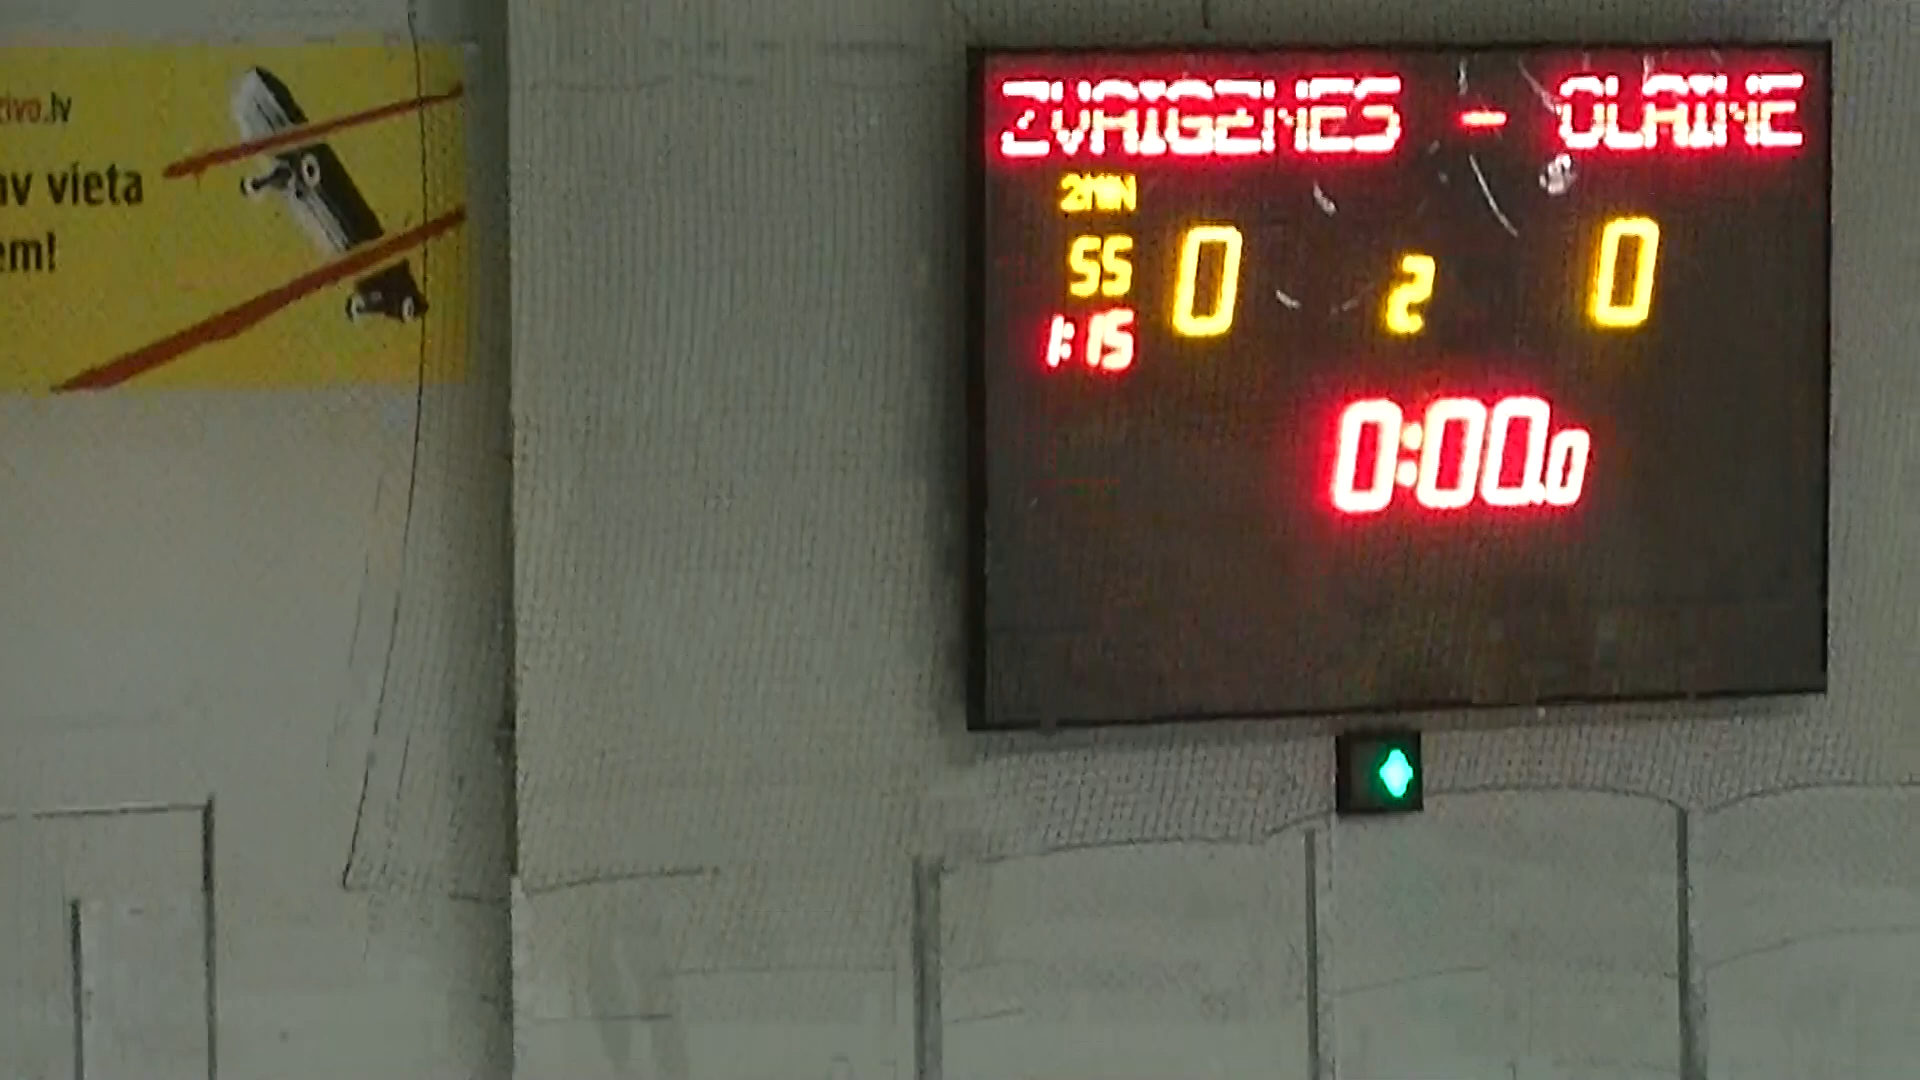 .lv
vieta
em!
ZVAIGZNES - OLAINE
2MIN
55 0 2 0
1:15
0:00.0